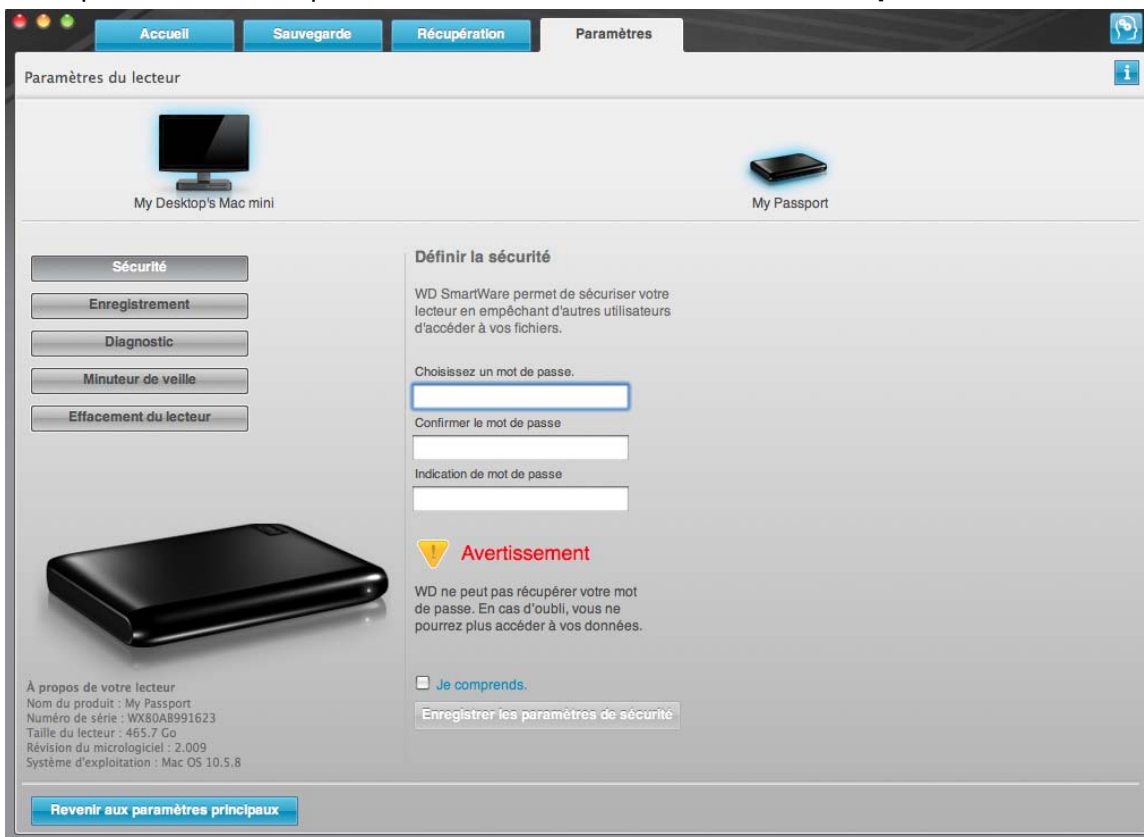 Accueil
Sauvegarde
Récupération
Paramètres
Paramètres du lecteur
i
My Desktop's Mac mini
My Passport
Sécurité
Enregistrement
Diagnostic
Minuteur de veille
Effacement du lecteur
Définir la sécurité
WD SmartWare permet de sécuriser votre
lecteur en empêchant d'autres utilisateurs
d'accéder à vos fichiers.
Choisissez un mot de passe.
Confirmer le mot de passe
Indication de mot de passe
! Avertissement
WD ne peut pas récupérer votre mot
de passe. En cas d'oubli, vous ne
pourrez plus accéder à vos données.
Je comprends.
Enregistrer les paramètres de sécurité
À propos de votre lecteur
Nom du produit : My Passport
Numéro de série : WX80A8991623
Taille du lecteur : 465.7 Go
Révision du micrologiciel : 2.009
Système d'exploitation : Mac OS 10.5.8
Revenir aux paramètres principaux